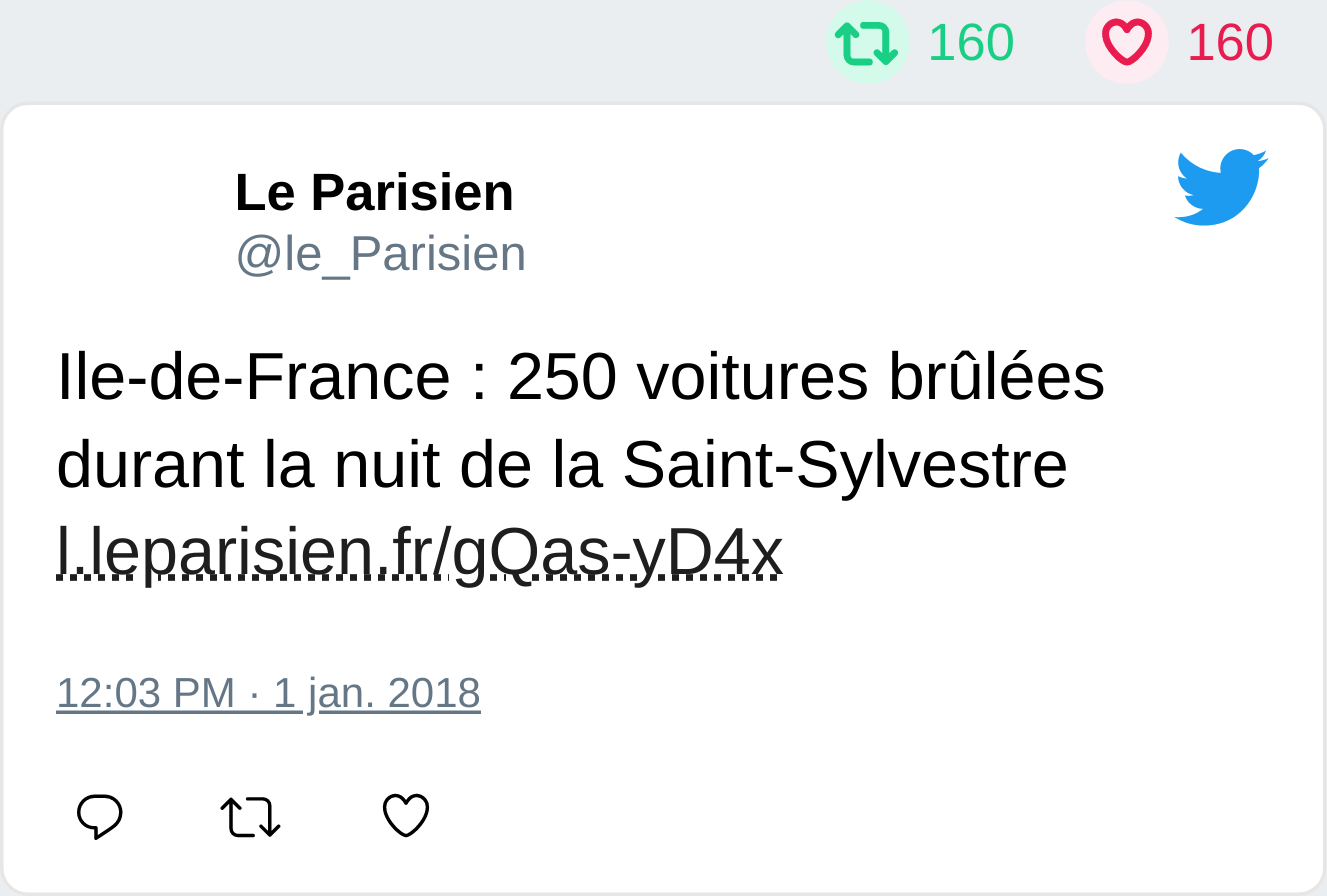 160 160
Le Parisien
@le_Parisien
Ile-de-France : 250 voitures brûlées
durant la nuit de la Saint-Sylvestre
l.leparisien.fr/gQas-yD4x
12:03 PM · 1 jan. 2018